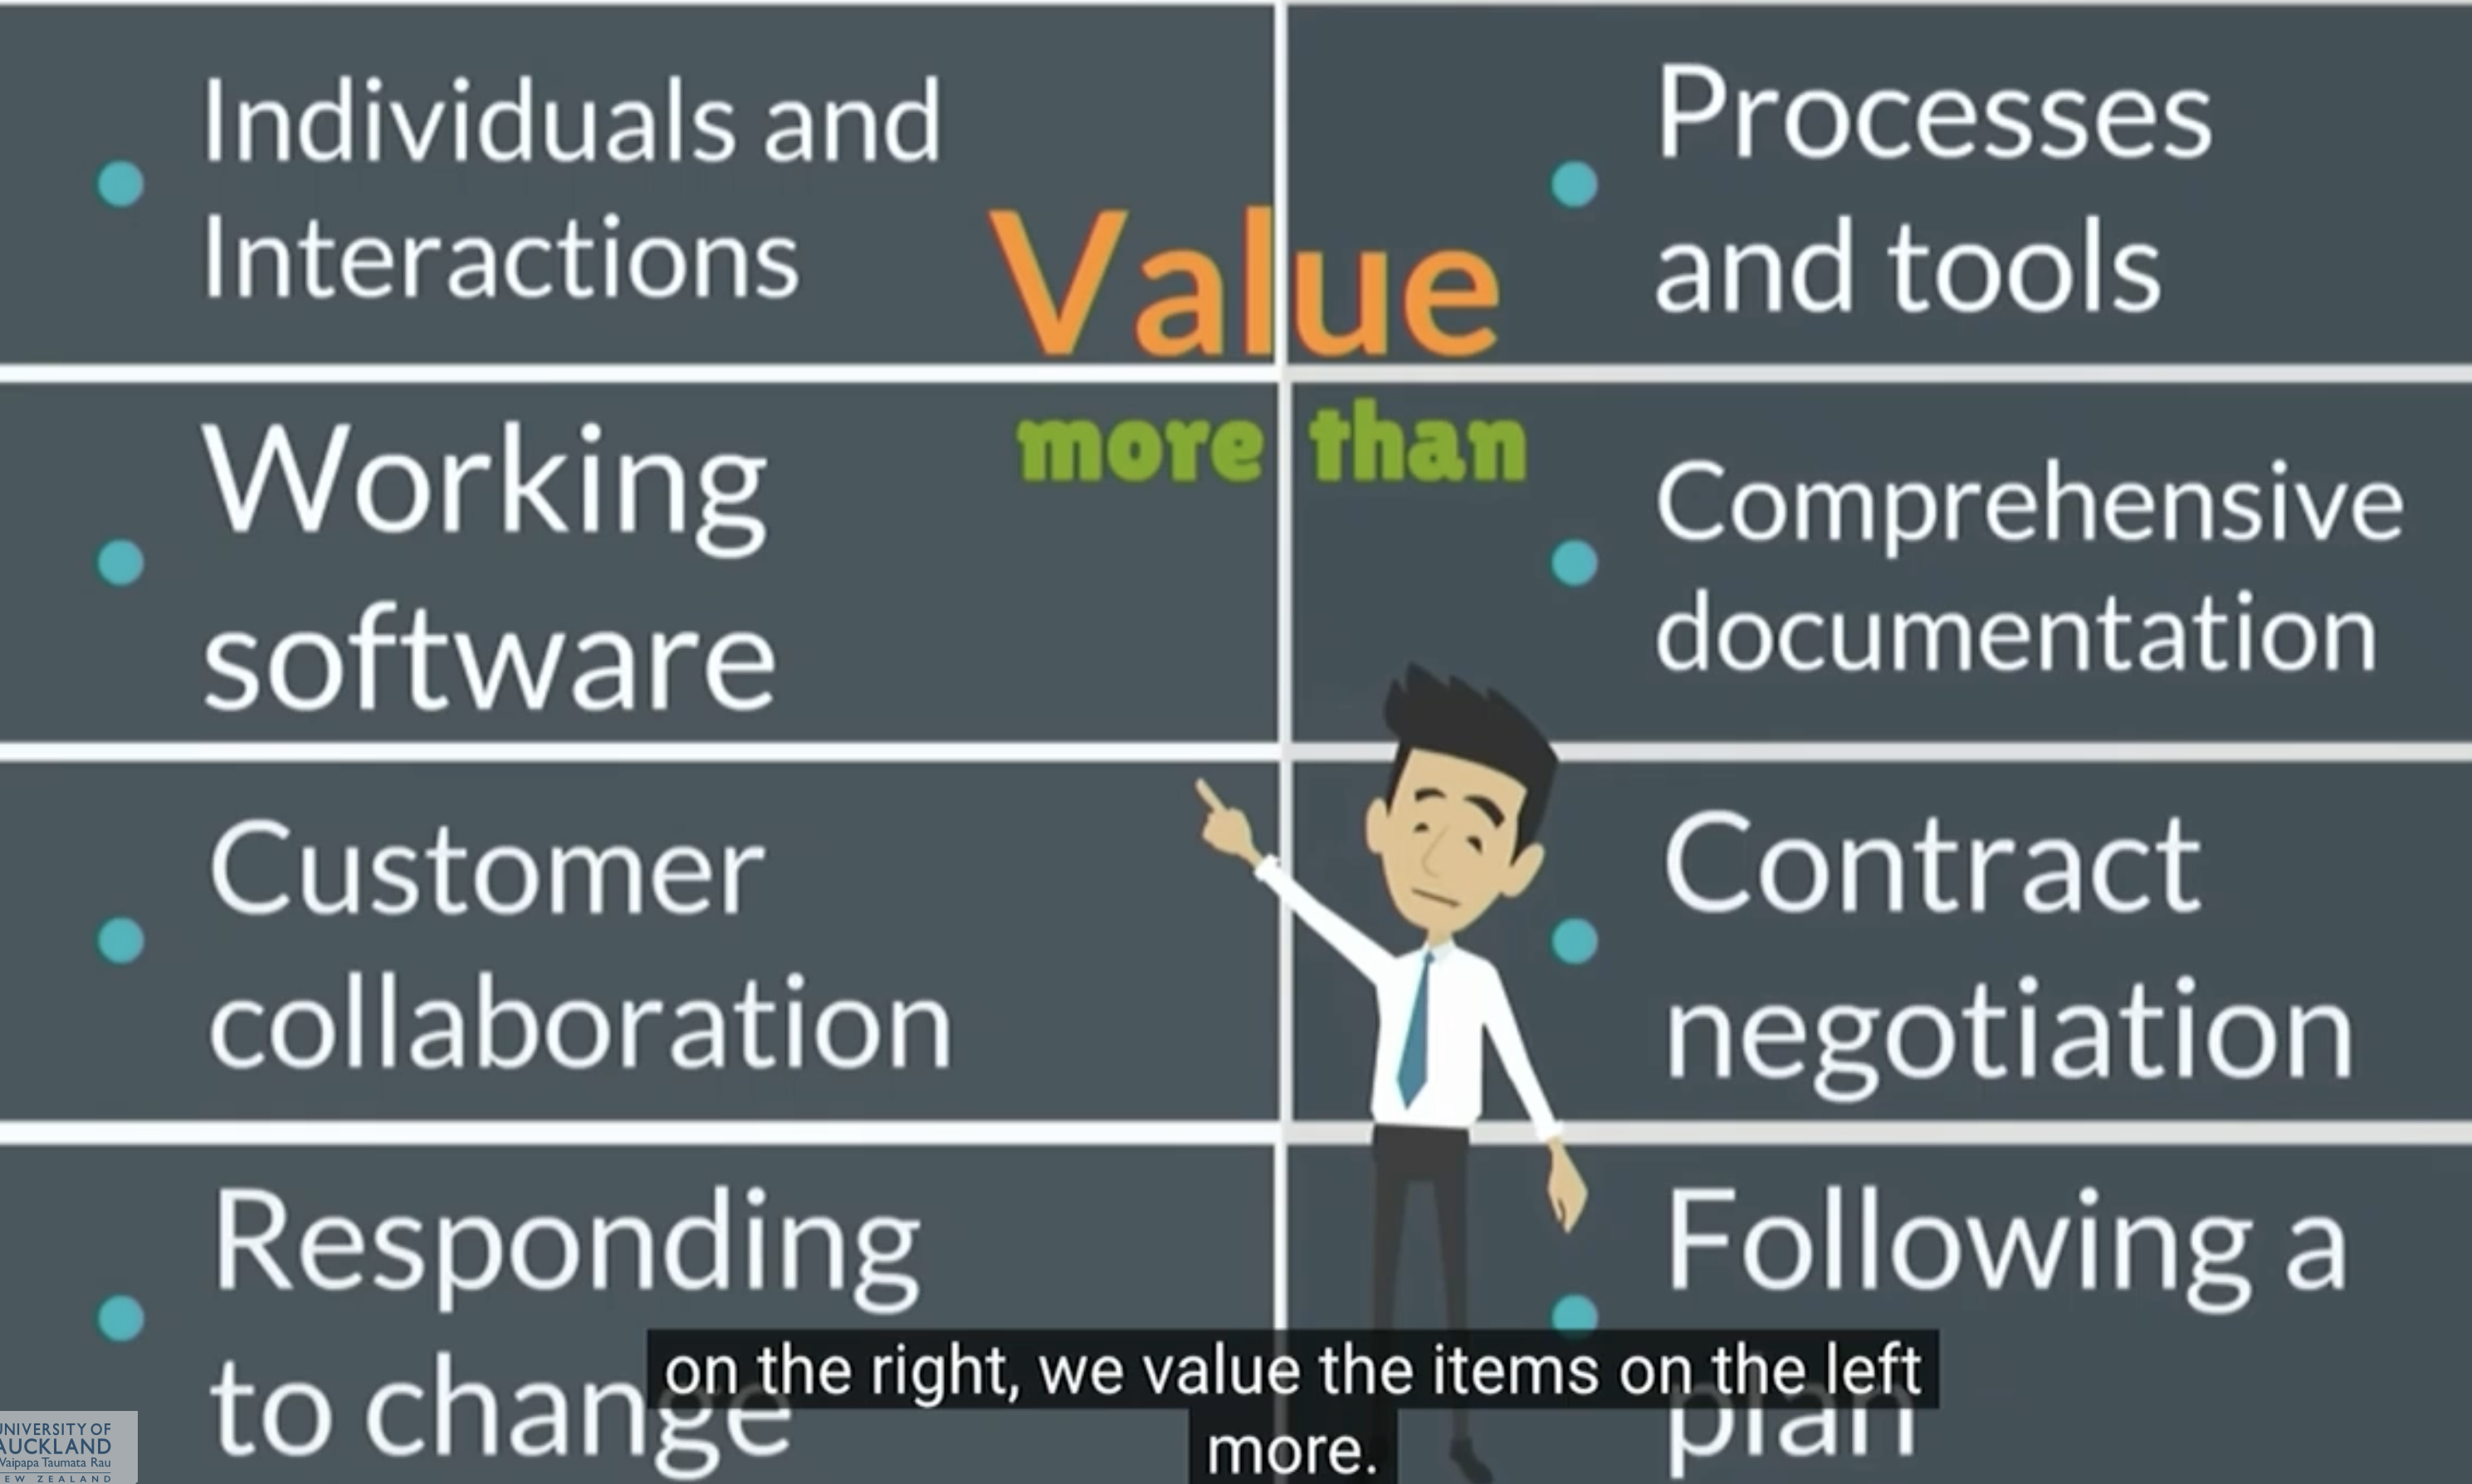 Individuals and
Interactions
Processes
and tools
Value
more than
Working
software
Comprehensive
documentation
Customer
collaboration
Contract
negotiation
Responding
to change
Following a
plan
on the right, we value the items on the left
more.
UNIVERSITY OF
AUCKLAND
Waipapa Taumata Rau
NEW ZEALAND